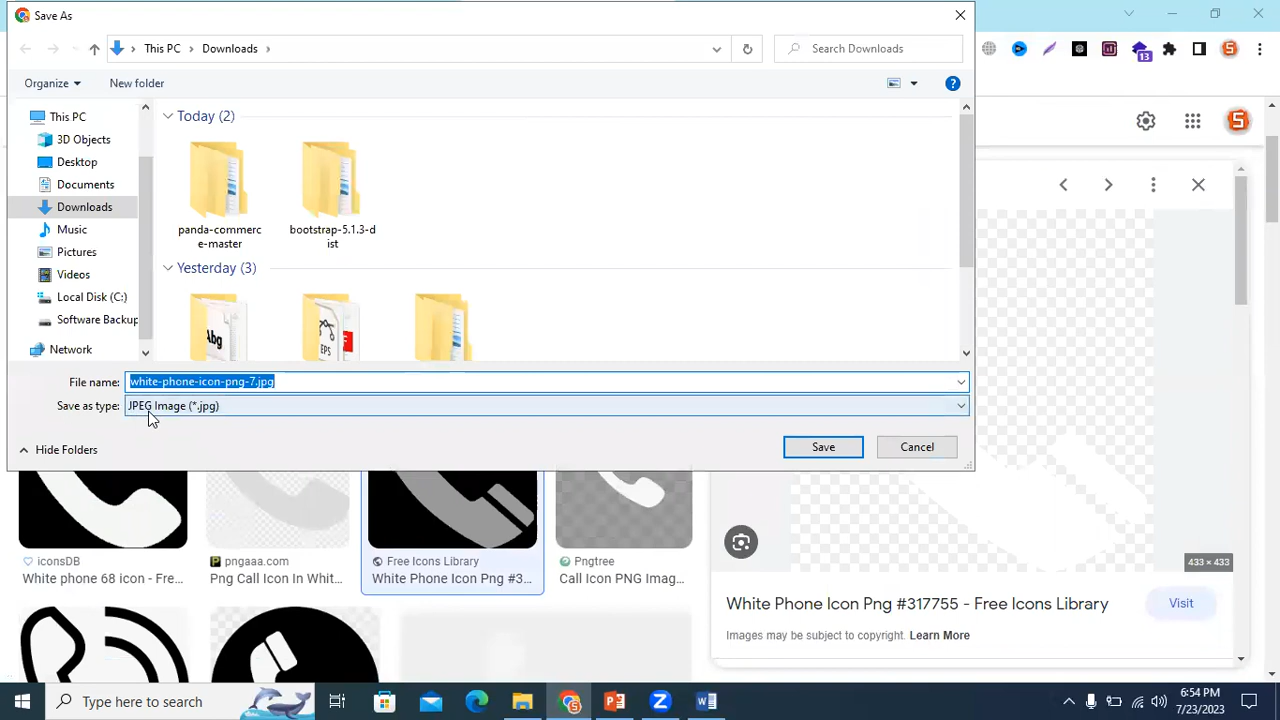 Save As
This PC
Downloads
Search Downloads
Organize
New folder
13
This PC
3D Objects
Desktop
Documents
Downloads
Music
Pictures
Videos
Local Disk (C:)
Software Backup
Network
Today (2)
panda-commerc
e-master
bootstrap-5.1.3-d
ist
Yesterday (3)
Abg
EPS
File name:
white-phone-icon-png-7.jpg
Save as type:
JPEG Image (*.jpg)
Hide Folders
Save
Cancel
iconsDB
White phone 68 icon - Fre...
pngaaa.com
Png Call Icon In Whit...
Free Icons Library
White Phone Icon Png #3...
Pngtree
Call Icon PNG Imag...
433 × 433
White Phone Icon Png #317755 - Free Icons Library
Visit
Images may be subject to copyright. Learn More
Type here to search
6:54 PM
7/23/2023